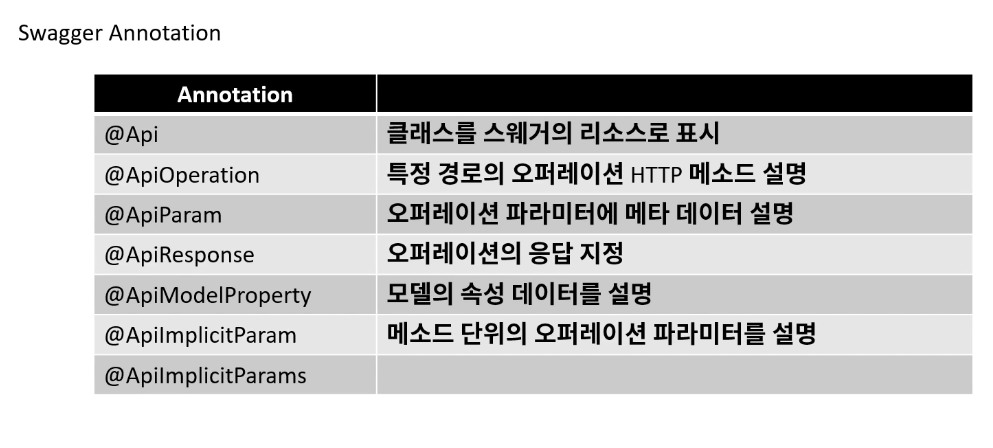 Swagger Annotation
Annotation
@Api 클래스를 스웨거의 리소스로 표시
@ApiOperation 특정 경로의 오퍼레이션 HTTP 메소드 설명
@ApiParam 오퍼레이션 파라미터에 메타 데이터 설명
@ApiResponse 오퍼레이션의 응답 지정
@ApiModelProperty 모델의 속성 데이터를 설명
@ApiImplicitParam 메소드 단위의 오퍼레이션 파라미터를 설명
@ApiImplicitParams